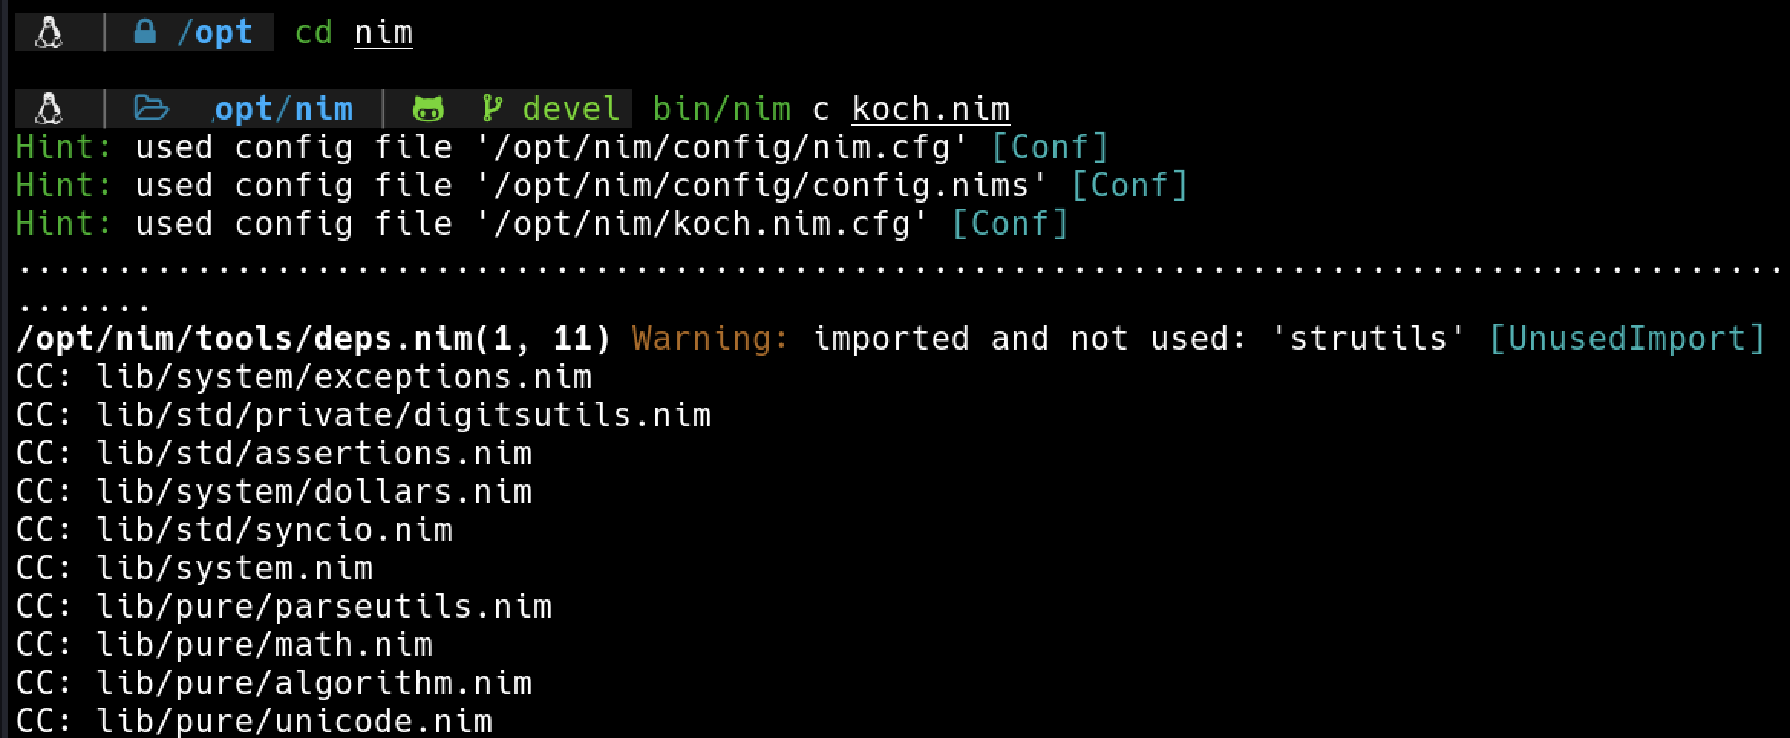 /opt cd nim
opt/nim devel bin/nim c koch.nim
Hint: used config file '/opt/nim/config/nim.cfg' [Conf]
Hint: used config file '/opt/nim/config/config.nims' [Conf]
Hint: used config file '/opt/nim/koch.nim.cfg' [Conf]
.........................................................................................
.......
/opt/nim/tools/deps.nim(1, 11) Warning: imported and not used: 'strutils' [UnusedImport]
CC: lib/system/exceptions.nim
CC: lib/std/private/digitsutils.nim
CC: lib/std/assertions.nim
CC: lib/system/dollars.nim
CC: lib/std/syncio.nim
CC: lib/system.nim
CC: lib/pure/parseutils.nim
CC: lib/pure/math.nim
CC: lib/pure/algorithm.nim
CC: lib/pure/unicode.nim